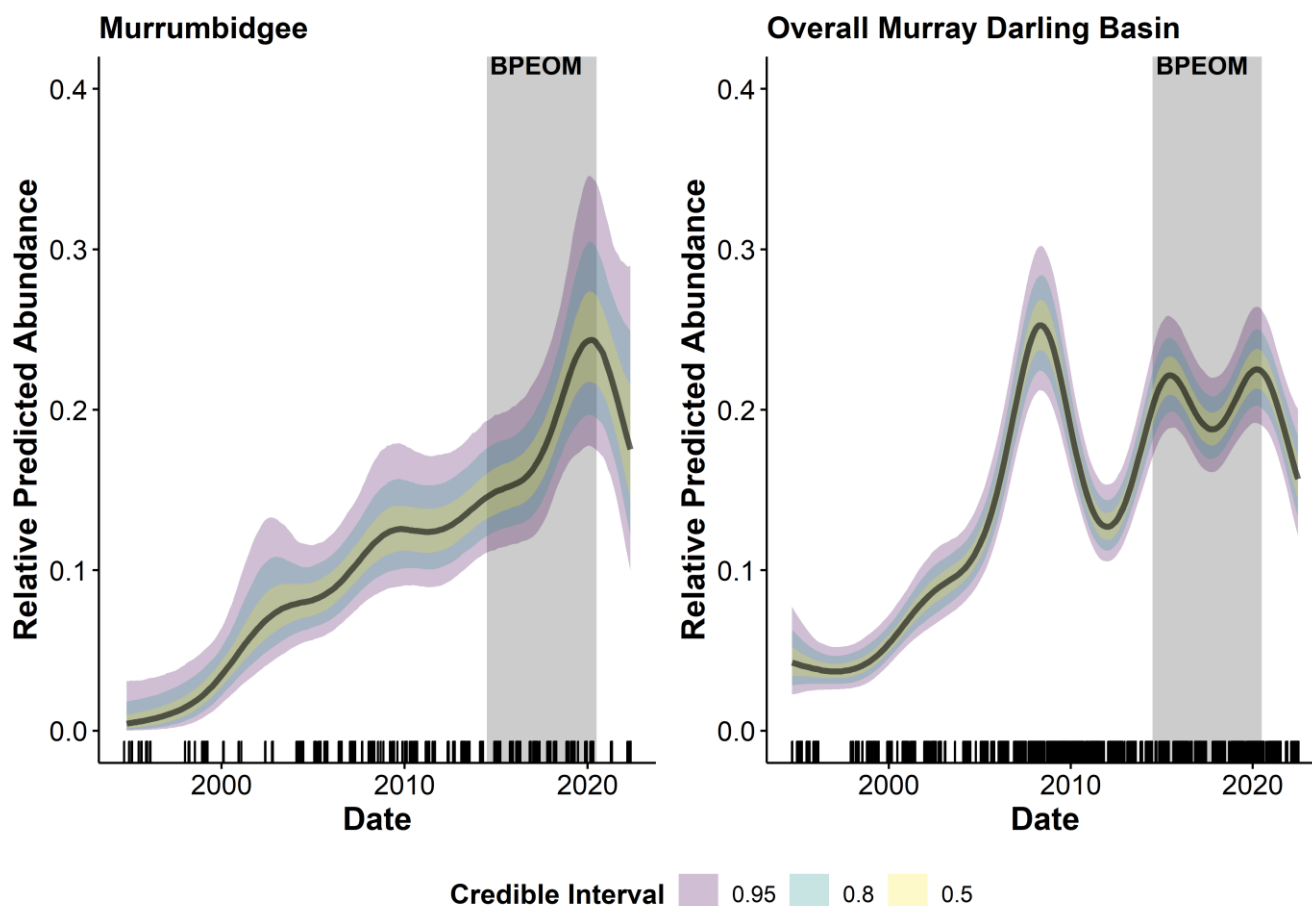 Murrumbidgee
Overall Murray Darling Basin
BPEOM
BPEOM
Relative Predicted Abundance
0.4
0.3
0.2
0.1
0.0
2000
2010
2020
Date
Relative Predicted Abundance
0.4
0.3
0.2
0.1
0.0
2000
2010
2020
Date
Credible Interval 0.95 0.8 0.5